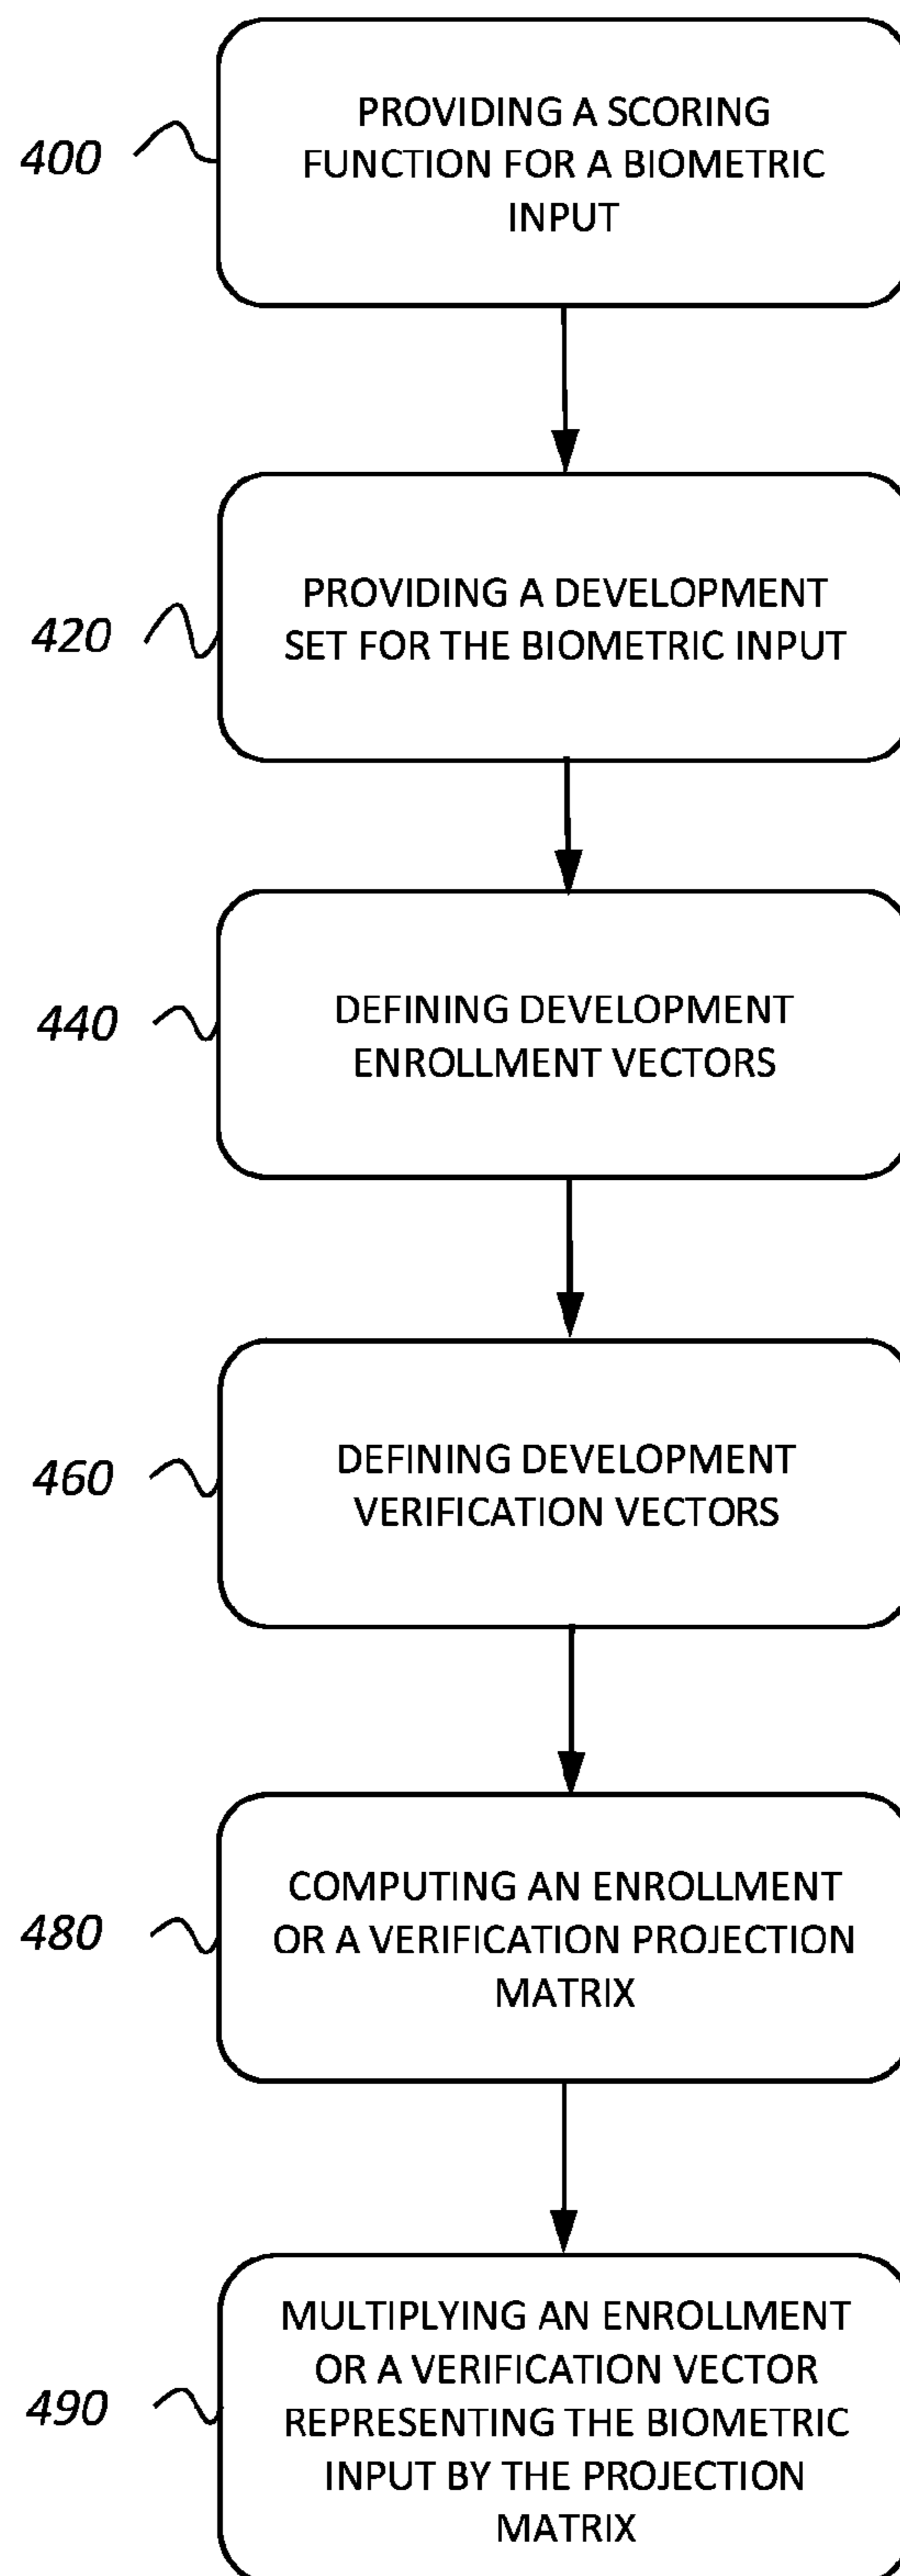 400
PROVIDING A SCORING
FUNCTION FOR A BIOMETRIC
INPUT
420
PROVIDING A DEVELOPMENT
SET FOR THE BIOMETRIC INPUT
440
DEFINING DEVELOPMENT
ENROLLMENT VECTORS
460
DEFINING DEVELOPMENT
VERIFICATION VECTORS
480
COMPUTING AN ENROLLMENT
OR A VERIFICATION PROJECTION
MATRIX
490
MULTIPLYING AN ENROLLMENT
OR A VERIFICATION VECTOR
REPRESENTING THE BIOMETRIC
INPUT BY THE PROJECTION
MATRIX